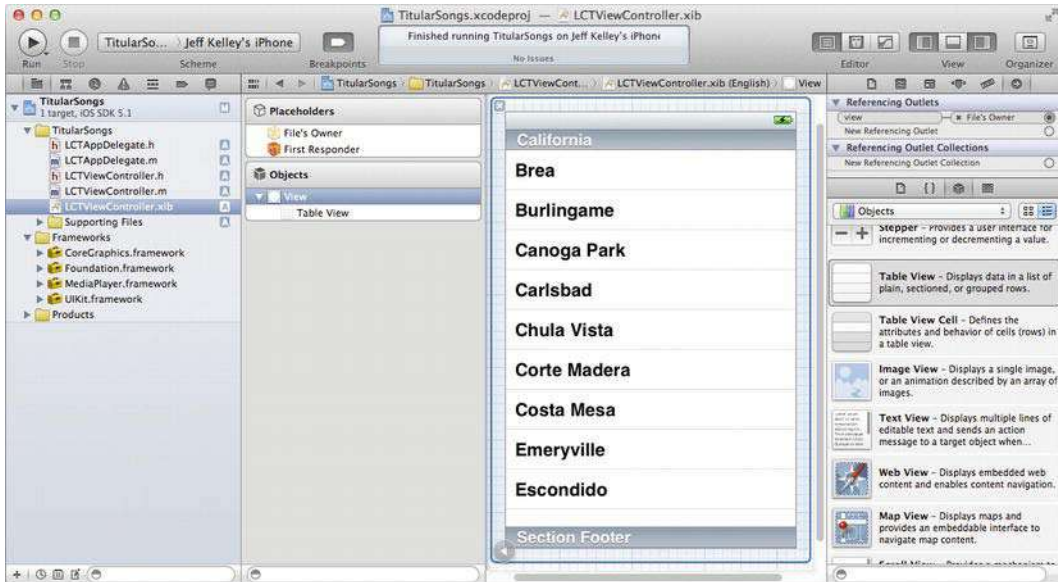 TitularSongs.xcodeproj — LCTViewController.xib
Run
Stop
TitularSo... Jeff Kelley's iPhone
Scheme
Breakpoints
Finished running TitularSongs on Jeff Kelley's iPhone
No Issues
Editor
View
Organizer
TitularSongs
TitularSongs
LCTViewCont...
LCTViewController.xib (English)
View
TitularSongs
1 target, iOS SDK 5.1
TitularSongs
LCTAppDelegate.h
LCTAppDelegate.m
LCTViewController.h
LCTViewController.m
LCTViewController.xib
Supporting Files
Frameworks
CoreGraphics.framework
Foundation.framework
MediaPlayer.framework
UIKit.framework
Products
Placeholders
File's Owner
First Responder
Objects
View
Table View
California
Brea
Burlingame
Canoga Park
Carlsbad
Chula Vista
Corte Madera
Costa Mesa
Emeryville
Escondido
Section Footer
Referencing Outlets
view
File's Owner
New Referencing Outlet
Referencing Outlet Collections
New Referencing Outlet Collection
Objects
Stepper – Provides a user interface for
incrementing or decrementing a value.
Table View – Displays data in a list of
plain, sectioned, or grouped rows.
Table View Cell – Defines the
attributes and behavior of cells (rows) in
a table view.
Image View – Displays a single image,
or an animation described by an array of
images.
Text View – Displays multiple lines of
editable text and sends an action
message to a target object when...
Web View – Displays embedded web
content and enables content navigation.
Map View – Displays maps and
provides an embeddable interface to
navigate map content.